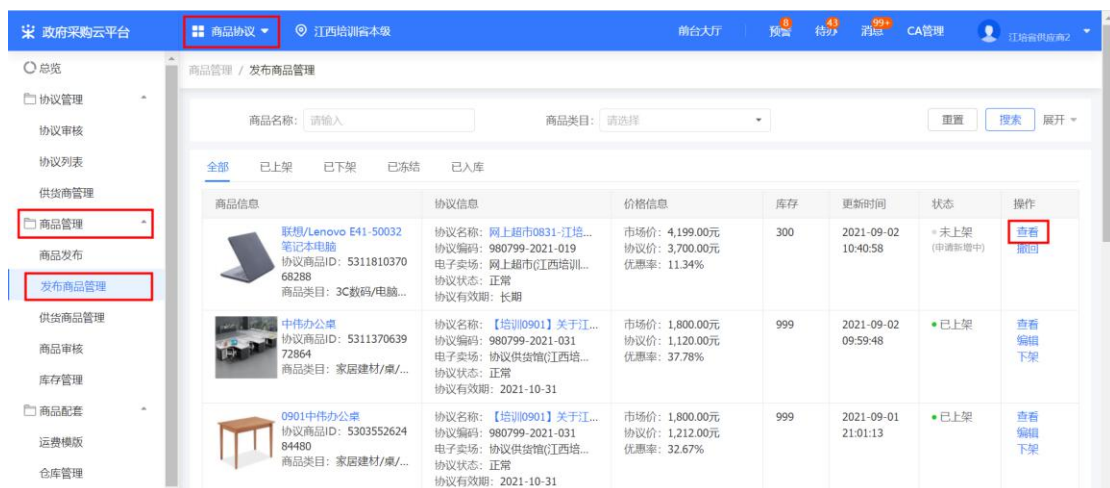 政府采购云平台
商品协议
江西培训省本级
前台大厅
预警 8
待办 43
消息 99+
CA管理
江培省供应商2
总览
协议管理
协议审核
协议列表
供货商管理
商品管理
商品发布
发布商品管理
供货商品管理
商品审核
库存管理
商品配套
运费模版
仓库管理
商品管理 / 发布商品管理
商品名称: 请输入
商品类目: 请选择
重置
搜索
展开
全部 已上架 已下架 已冻结 已入库
商品信息 协议信息 价格信息 库存 更新时间 状态 操作
联想/Lenovo E41-50032
笔记本电脑
协议商品ID: 5311810370
68288
商品类目: 3C数码/电脑...
协议名称: 网上超市0831-江培...
协议编码: 980799-2021-019
电子卖场: 网上超市(江西培训...
协议状态: 正常
协议有效期: 长期
市场价: 4,199.00元
协议价: 3,700.00元
优惠率: 11.34%
300
2021-09-02
10:40:58
未上架
(申请新增中)
查看
撤回
中伟办公桌
协议商品ID: 5311370639
72864
商品类目: 家居建材/桌/...
协议名称: 【培训0901】关于江...
协议编码: 980799-2021-031
电子卖场: 协议供货馆(江西培...
协议状态: 正常
协议有效期: 2021-10-31
市场价: 1,800.00元
协议价: 1,120.00元
优惠率: 37.78%
999
2021-09-02
09:59:48
已上架
查看
编辑
下架
0901中伟办公桌
协议商品ID: 5303552624
84480
商品类目: 家居建材/桌/...
协议名称: 【培训0901】关于江...
协议编码: 980799-2021-031
电子卖场: 协议供货馆(江西培...
协议状态: 正常
协议有效期: 2021-10-31
市场价: 1,800.00元
协议价: 1,212.00元
优惠率: 32.67%
999
2021-09-01
21:01:13
已上架
查看
编辑
下架